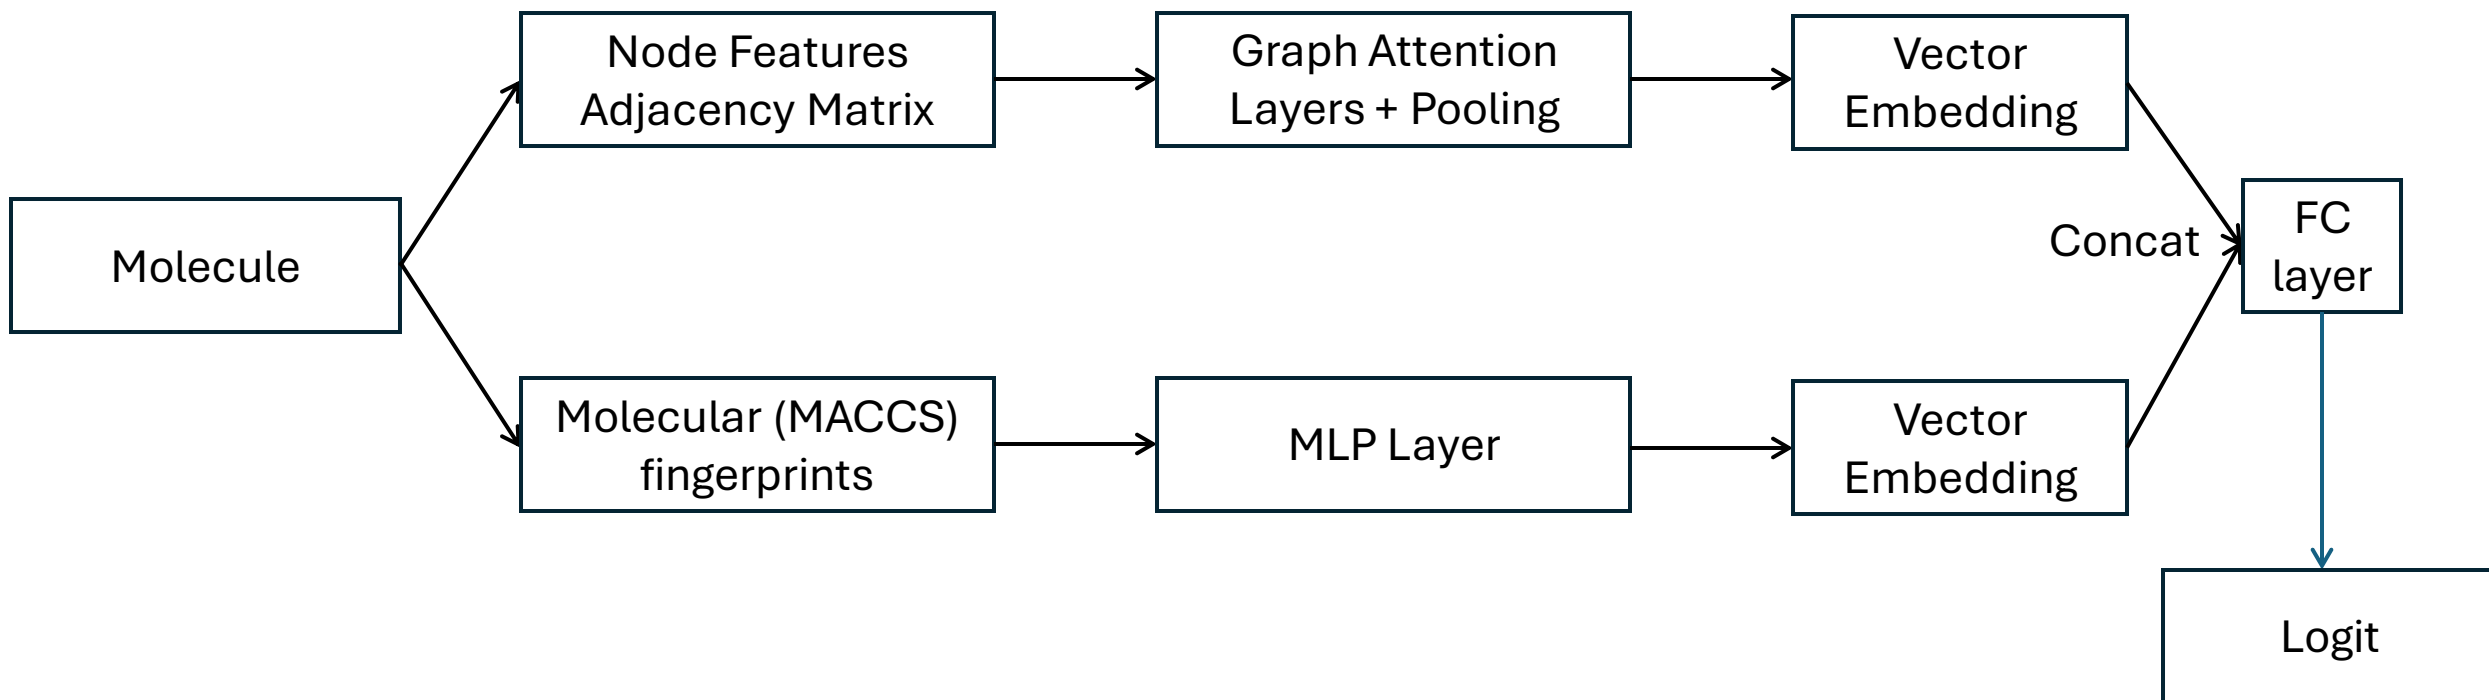 Node Features
Adjacency Matrix
Graph Attention
Layers + Pooling
Vector
Embedding
Molecule
Concat
FC
layer
Molecular (MACCS)
fingerprints
MLP Layer
Vector
Embedding
Logit